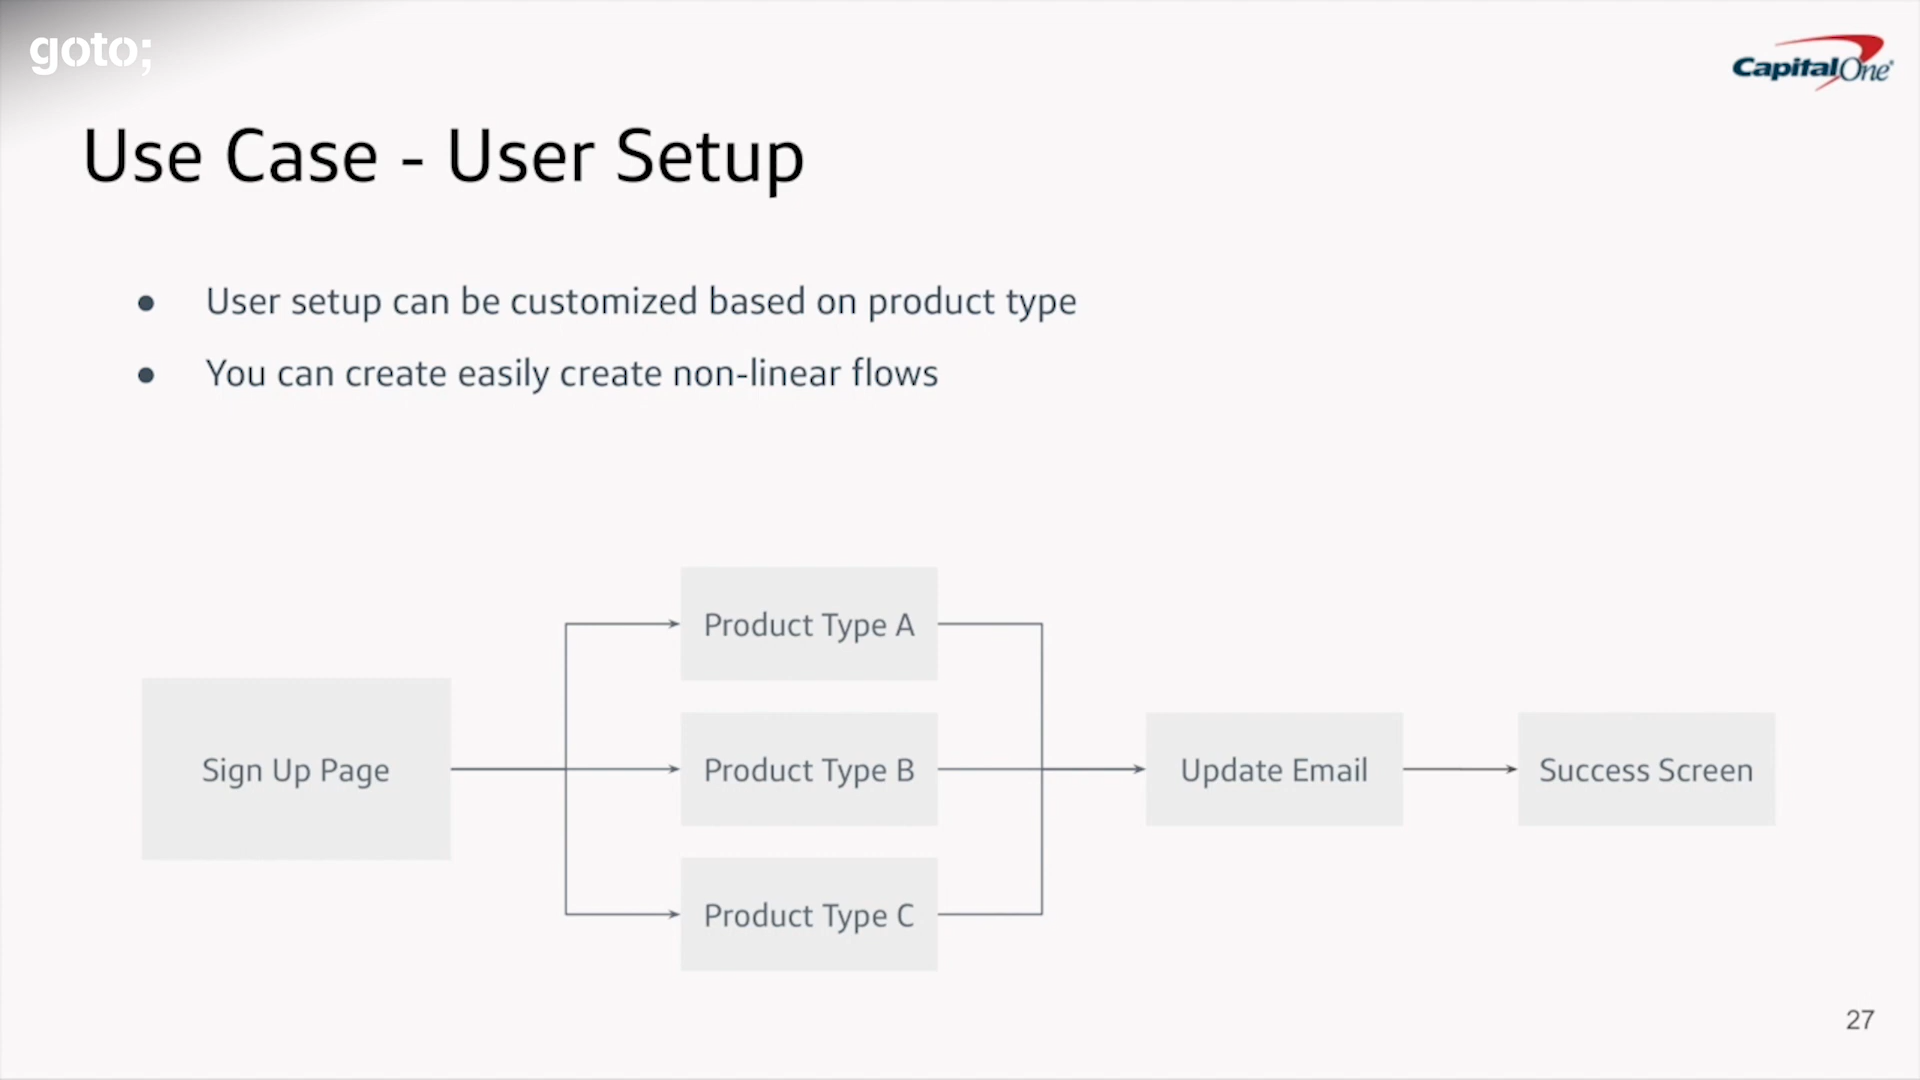 goto;
CapitalOne
Use Case - User Setup
● User setup can be customized based on product type
● You can create easily create non-linear flows
Product Type A
Sign Up Page
Product Type B
Update Email
Success Screen
Product Type C
27